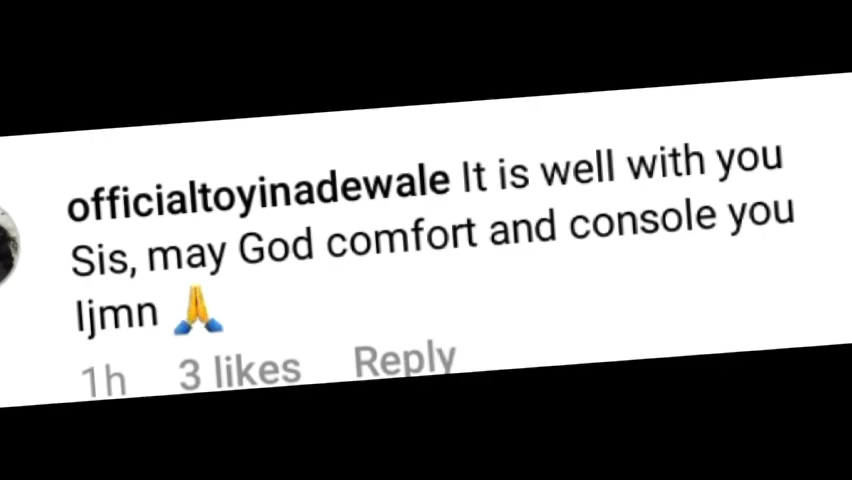 officialtoyinadewale It is well with you
Sis, may God comfort and console you
Ijmn 🙏
1h 3 likes Reply